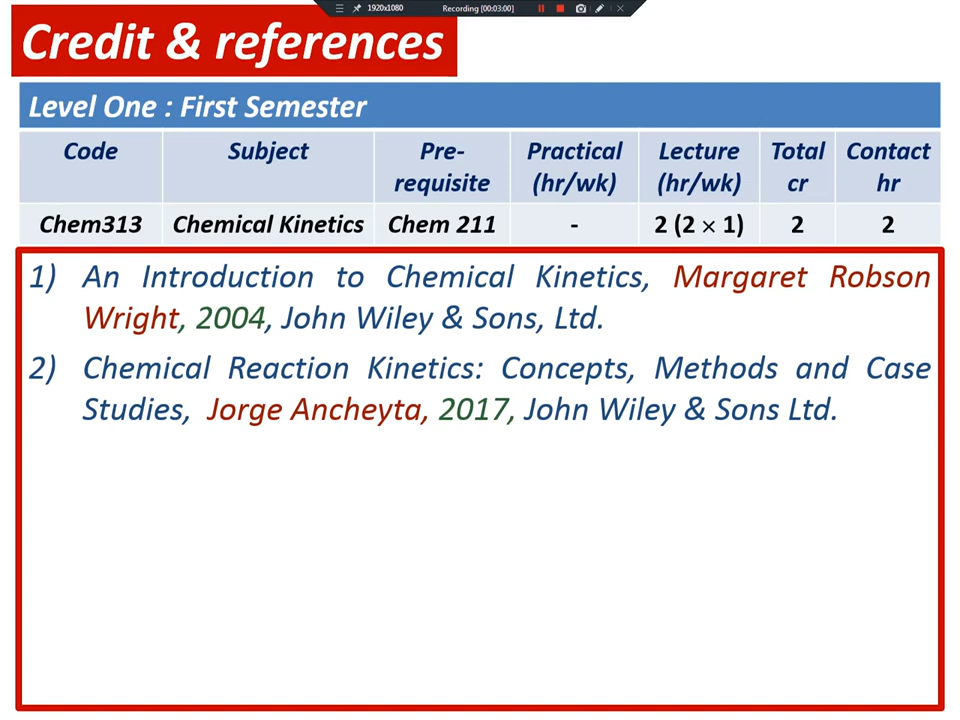 1920x1080 Recording [00:03:00]
Credit & references
Level One : First Semester
Code Subject Pre-requisite Practical (hr/wk) Lecture (hr/wk) Total cr Contact hr
Chem313 Chemical Kinetics Chem 211 - 2 (2 × 1) 2 2
1) An Introduction to Chemical Kinetics, Margaret Robson
Wright, 2004, John Wiley & Sons, Ltd.
2) Chemical Reaction Kinetics: Concepts, Methods and Case
Studies, Jorge Ancheyta, 2017, John Wiley & Sons Ltd.